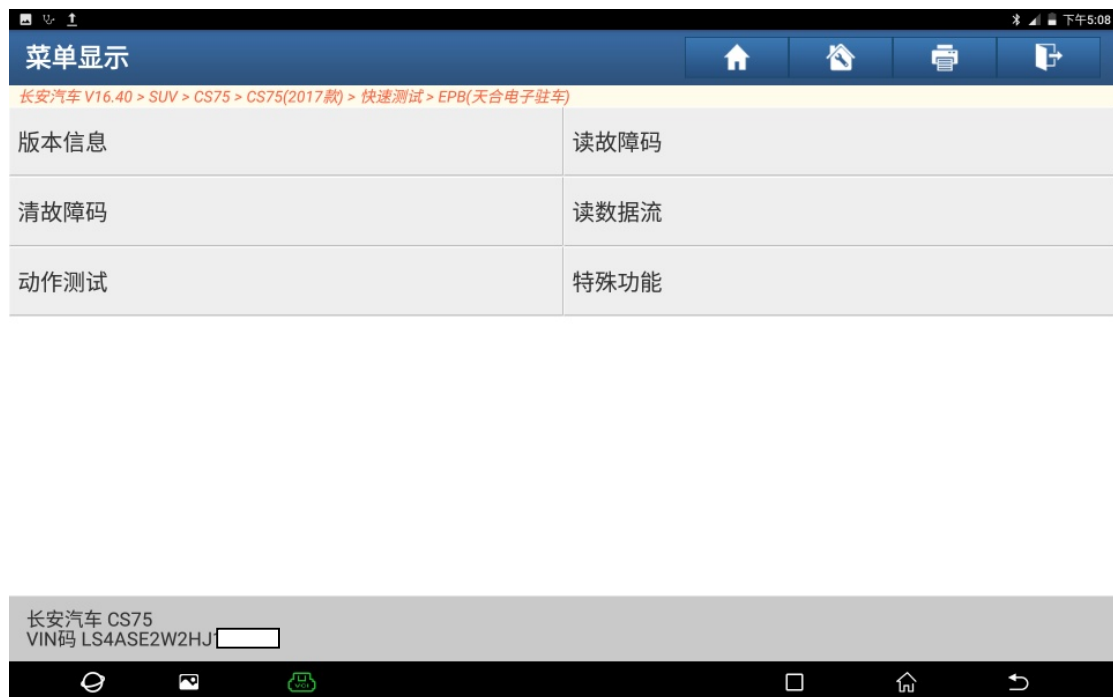 下午5:08
菜单显示
长安汽车 V16.40 > SUV > CS75 > CS75(2017款) > 快速测试 > EPB(天合电子驻车)
版本信息
读故障码
清故障码
读数据流
动作测试
特殊功能
长安汽车 CS75
VIN码 LS4ASE2W2HJ
VCI